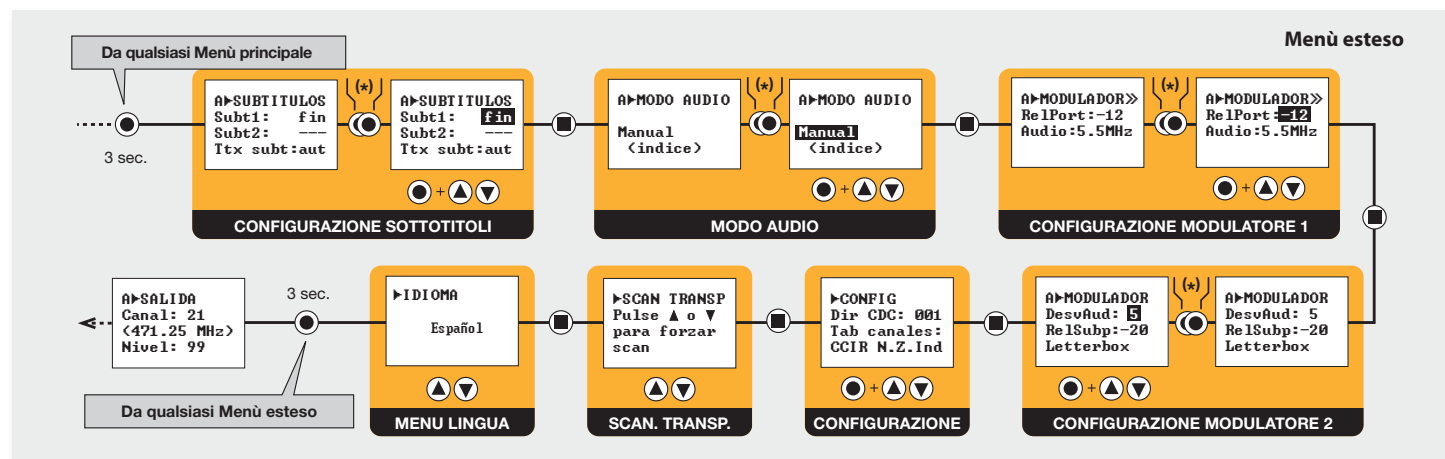 Menù esteso
Da qualsiasi Menù principale
3 sec.
A▶SUBTITULOS
Subt1: fin
Subt2: ---
Ttx subt:aut
(*)
A▶SUBTITULOS
Subt1: fin
Subt2: ---
Ttx subt:aut
+
CONFIGURAZIONE SOTTOTITOLI
A▶MODO AUDIO
Manual
(indice)
(*)
A▶MODO AUDIO
Manual
(indice)
+
MODO AUDIO
A▶MODULADOR»
RelPort:-12
Audio:5.5MHz
(*)
A▶MODULADOR»
RelPort:-12
Audio:5.5MHz
+
CONFIGURAZIONE MODULATORE 1
A▶SALIDA
Canal: 21
(471.25 MHz)
Nivel: 99
3 sec.
Da qualsiasi Menù esteso
▶IDIOMA
Español
MENU LINGUA
▶SCAN TRANSP
Pulse ▲ o ▼
para forzar
scan
SCAN. TRANSP.
▶CONFIG
Dir CDC: 001
Tab canales:
CCIR N.Z.Ind
+
CONFIGURAZIONE
A▶MODULADOR
DesvAud: 5
RelSubp:-20
Letterbox
+
(*)
A▶MODULADOR
DesvAud: 5
RelSubp:-20
Letterbox
CONFIGURAZIONE MODULATORE 2